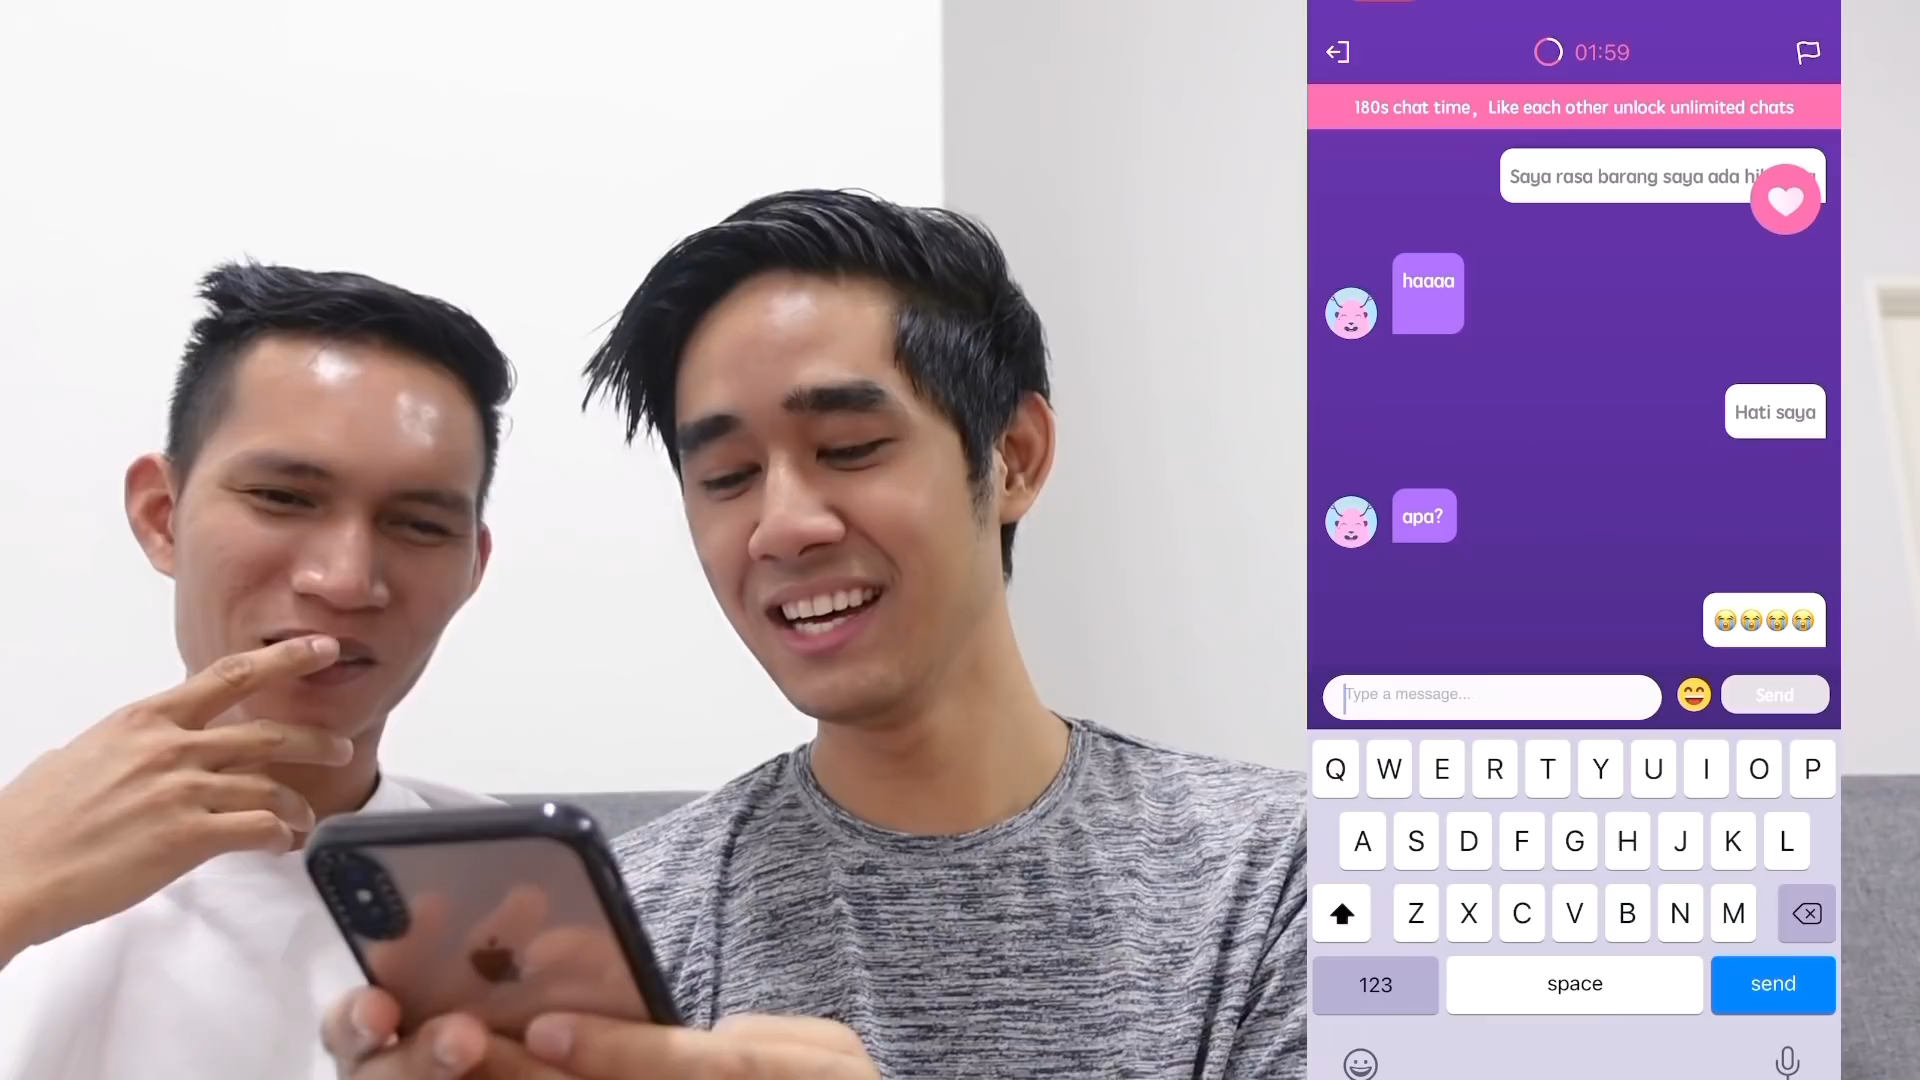 01:59
180s chat time, Like each other unlock unlimited chats
Saya rasa barang saya ada
haaaa
Hati saya
apa?
😭😭😭😭
Type a message...
Send
Q W E R T Y U I O P
A S D F G H J K L
Z X C V B N M
123 space send